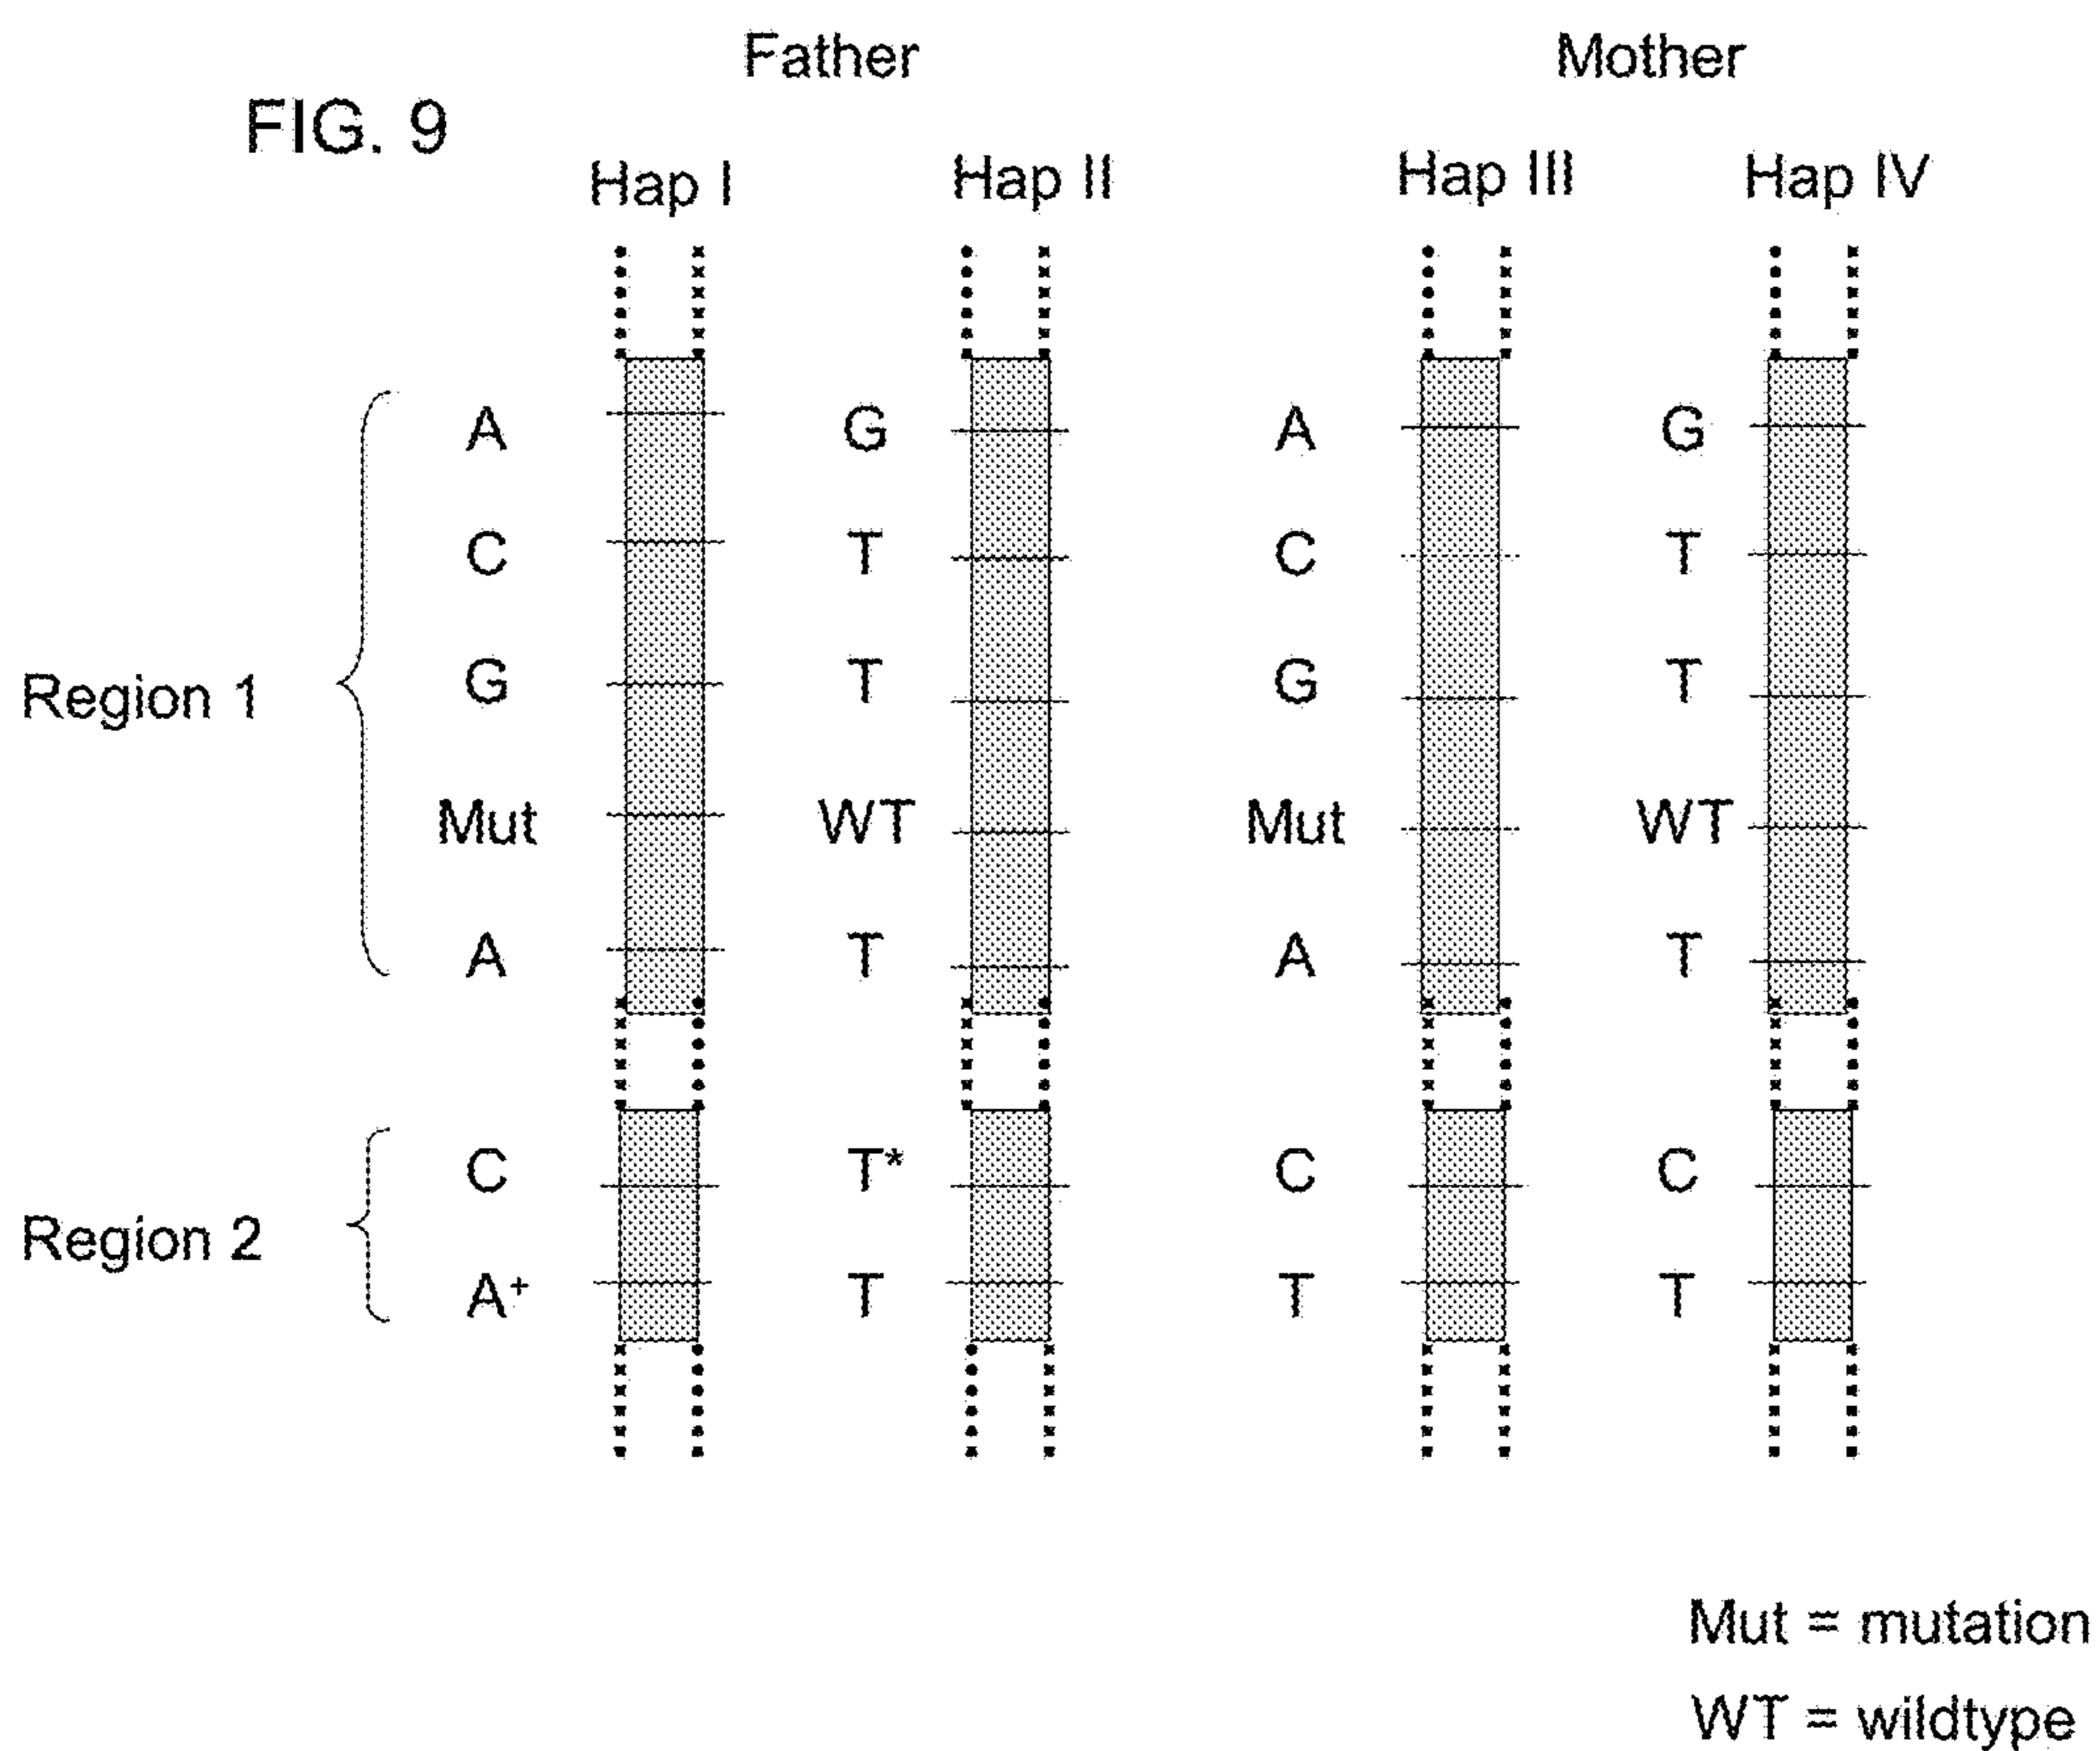 Father Mother
FIG. 9
Hap I Hap II Hap III Hap IV
A G A G
C T C T
Region 1 G T G T
Mut WT Mut WT
A T A T
C T* C C
Region 2
A+ T T T
Mut = mutation
WT = wildtype